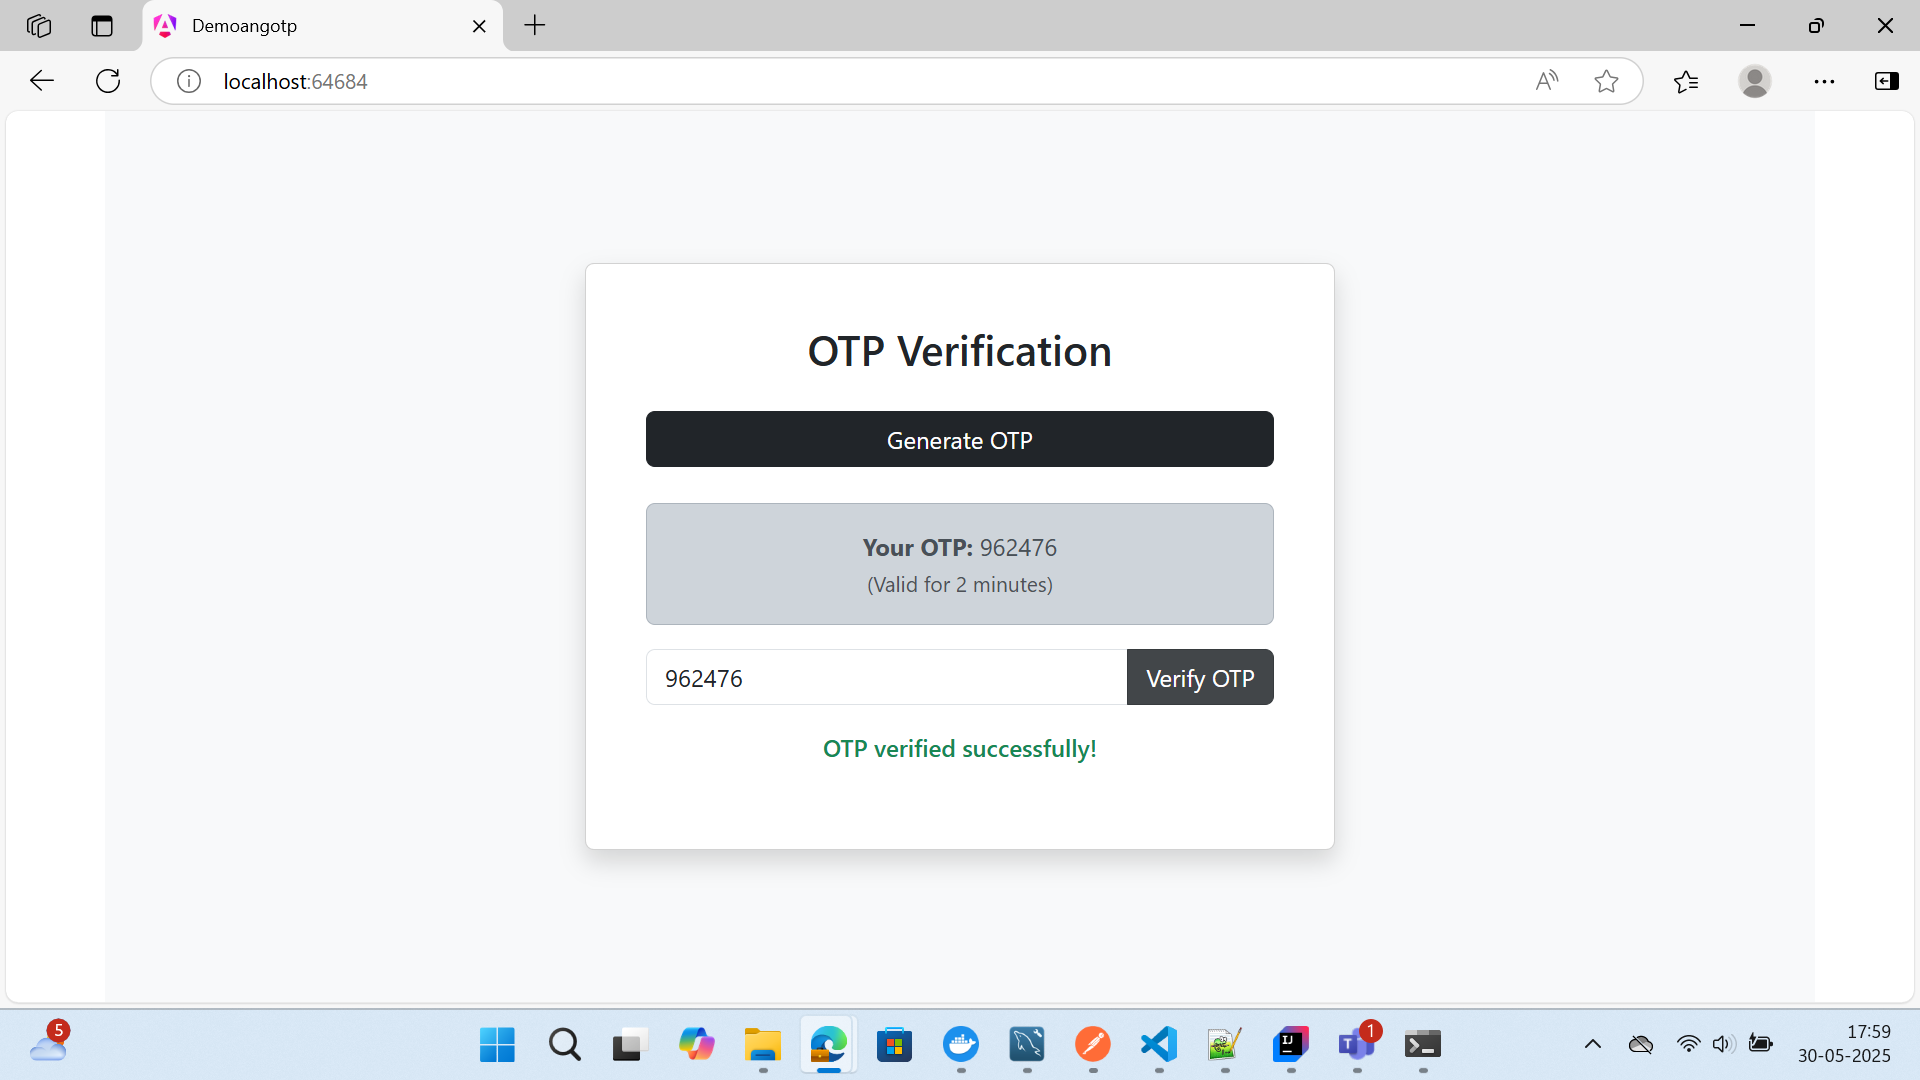 Demoangotp
localhost:64684
OTP Verification
Generate OTP
Your OTP: 962476
(Valid for 2 minutes)
962476
Verify OTP
OTP verified successfully!
5
1
17:59
30-05-2025